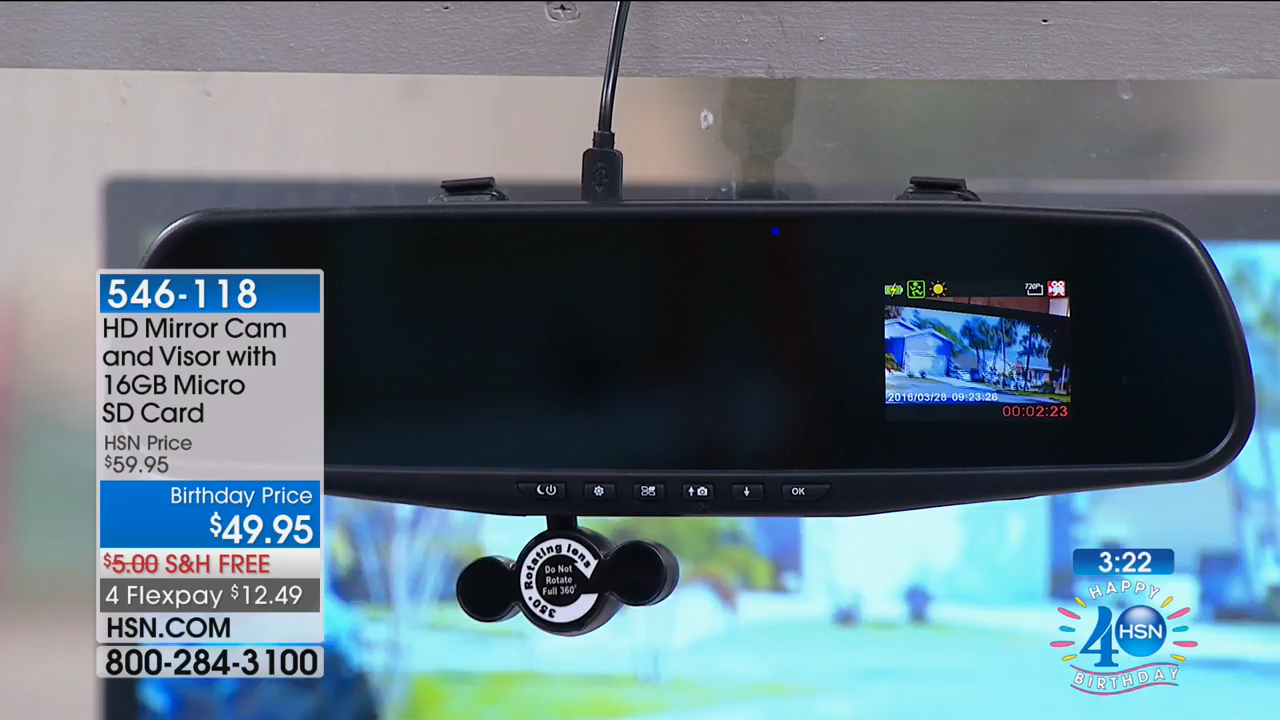 546-118
HD Mirror Cam
and Visor with
16GB Micro
SD Card
HSN Price
$59.95
Birthday Price
$49.95
$5.00 S&H FREE
4 Flexpay $12.49
HSN.COM
800-284-3100
720P
2016/03/28 09.23.26
00:02:23
OK
Rotating lens
Do Not
Rotate
Full 360°
350°
3:22
HAPPY
40
HSN
BIRTHDAY